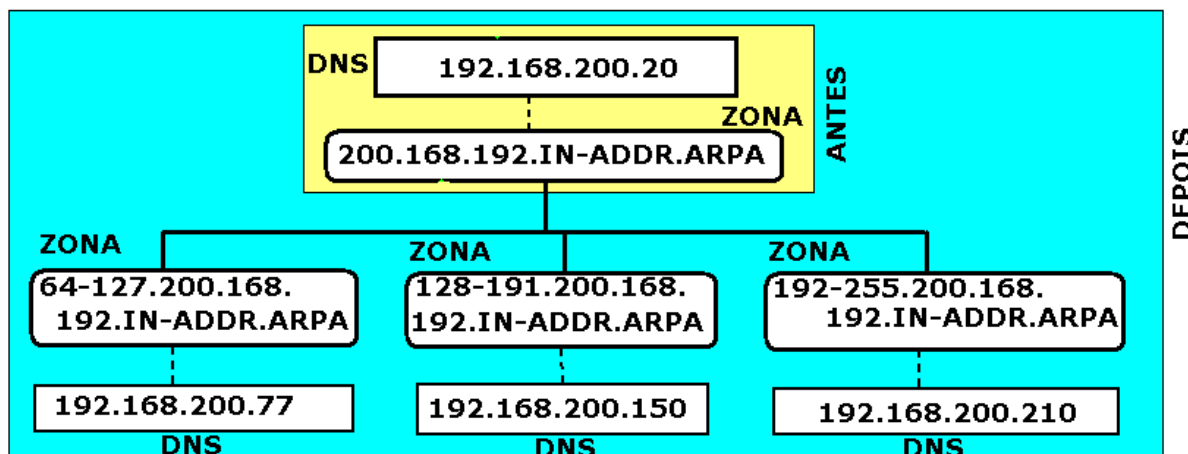 DNS
192.168.200.20
ZONA
200.168.192.IN-ADDR.ARPA
ANTES
DEPOIS
ZONA
64-127.200.168.
192.IN-ADDR.ARPA
192.168.200.77
DNS
ZONA
128-191.200.168.
192.IN-ADDR.ARPA
192.168.200.150
DNS
ZONA
192-255.200.168.
192.IN-ADDR.ARPA
192.168.200.210
DNS